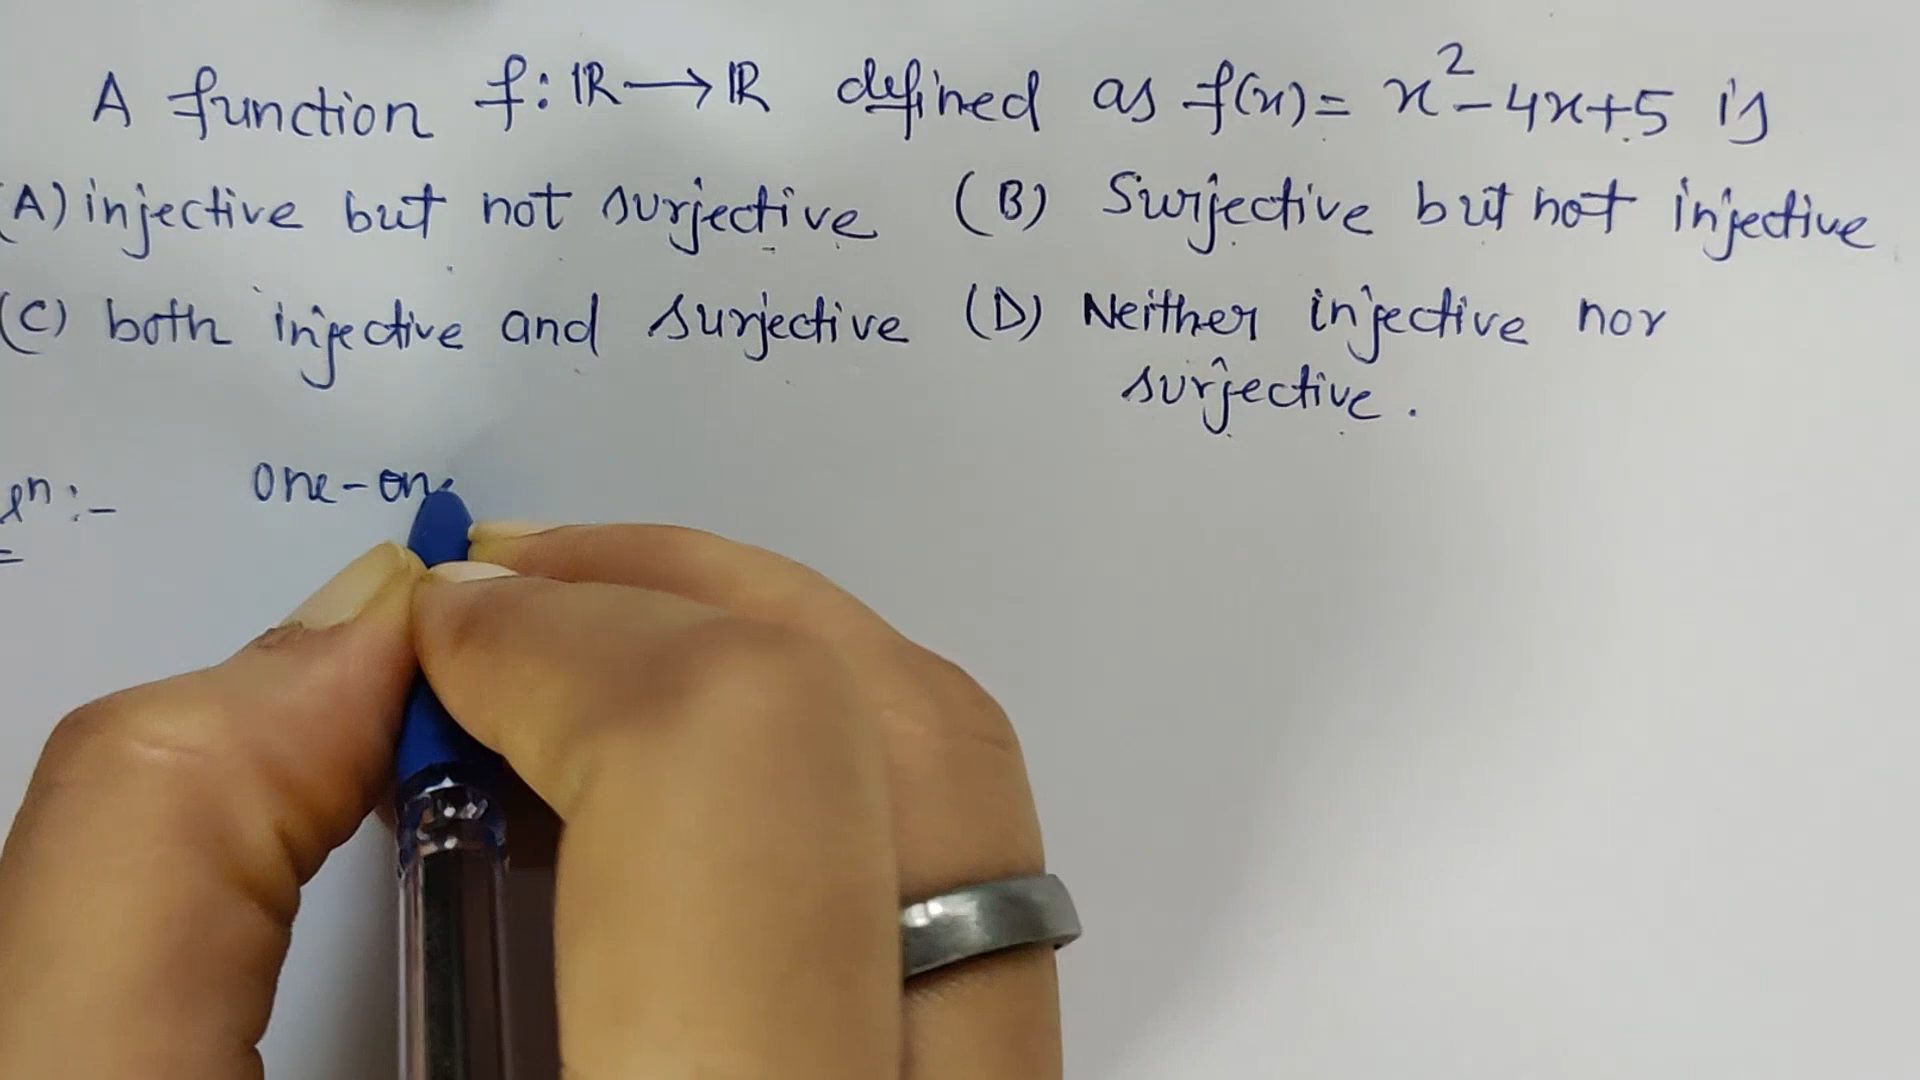 A function f: ℝ → ℝ defined as f(x) = x² - 4x + 5 is
(A) injective but not surjective (B) Surjective but not injective
(C) both injective and surjective (D) Neither injective nor
surjective.
lⁿ :- one-on